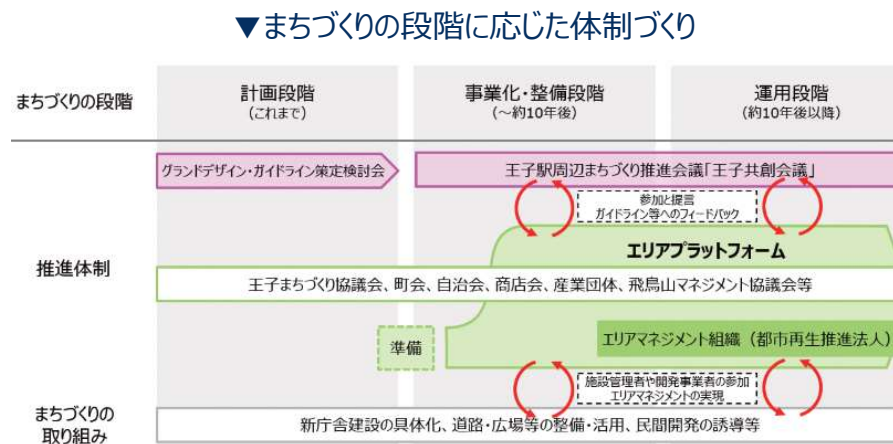 ▼まちづくりの段階に応じた体制づくり
まちづくりの段階
計画段階
(これまで)
事業化・整備段階
(～約10年後)
運用段階
(約10年後以降)
グランドデザイン・ガイドライン策定検討会
王子駅周辺まちづくり推進会議「王子共創会議」
参加と提言
ガイドライン等へのフィードバック
エリアプラットフォーム
推進体制
王子まちづくり協議会、町会、自治会、商店会、産業団体、飛鳥山マネジメント協議会等
準備
エリアマネジメント組織（都市再生推進法人）
施設管理者や開発事業者の参加
エリアマネジメントの実現
まちづくりの
取り組み
新庁舎建設の具体化、道路・広場等の整備・活用、民間開発の誘導等